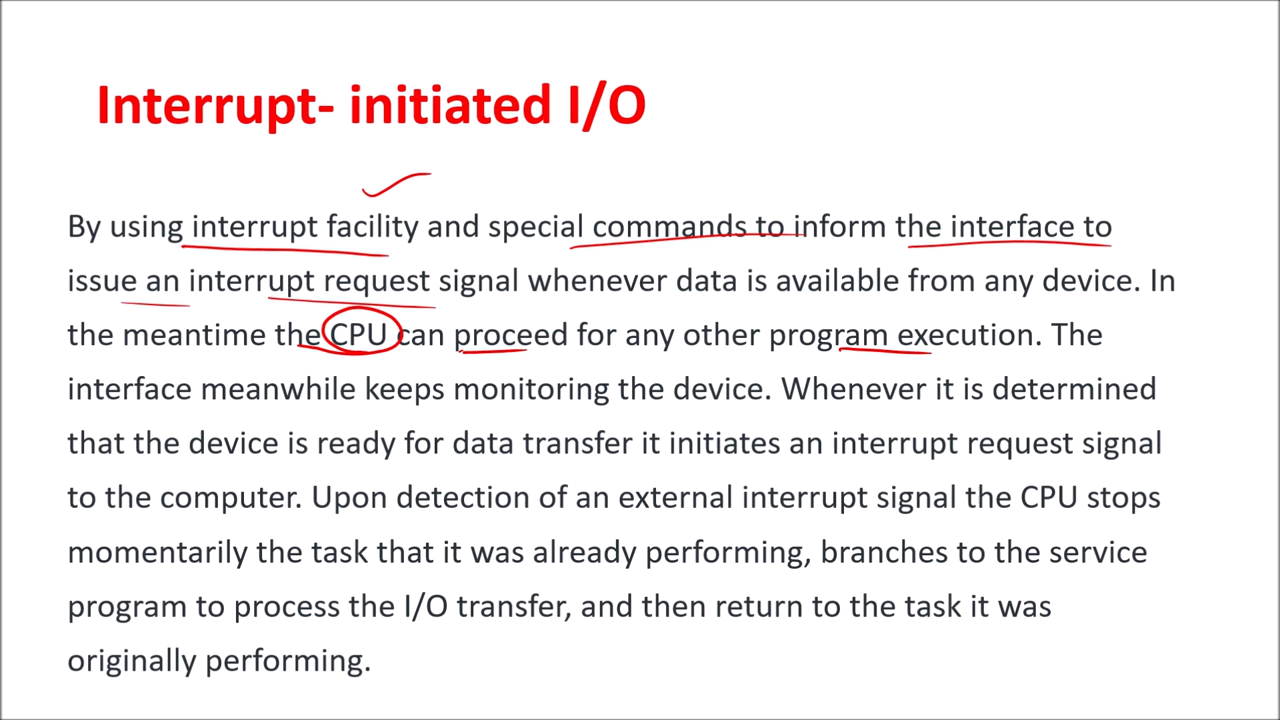 Interrupt- initiated I/O
By using interrupt facility and special commands to inform the interface to
issue an interrupt request signal whenever data is available from any device. In
the meantime the CPU can proceed for any other program execution. The
interface meanwhile keeps monitoring the device. Whenever it is determined
that the device is ready for data transfer it initiates an interrupt request signal
to the computer. Upon detection of an external interrupt signal the CPU stops
momentarily the task that it was already performing, branches to the service
program to process the I/O transfer, and then return to the task it was
originally performing.